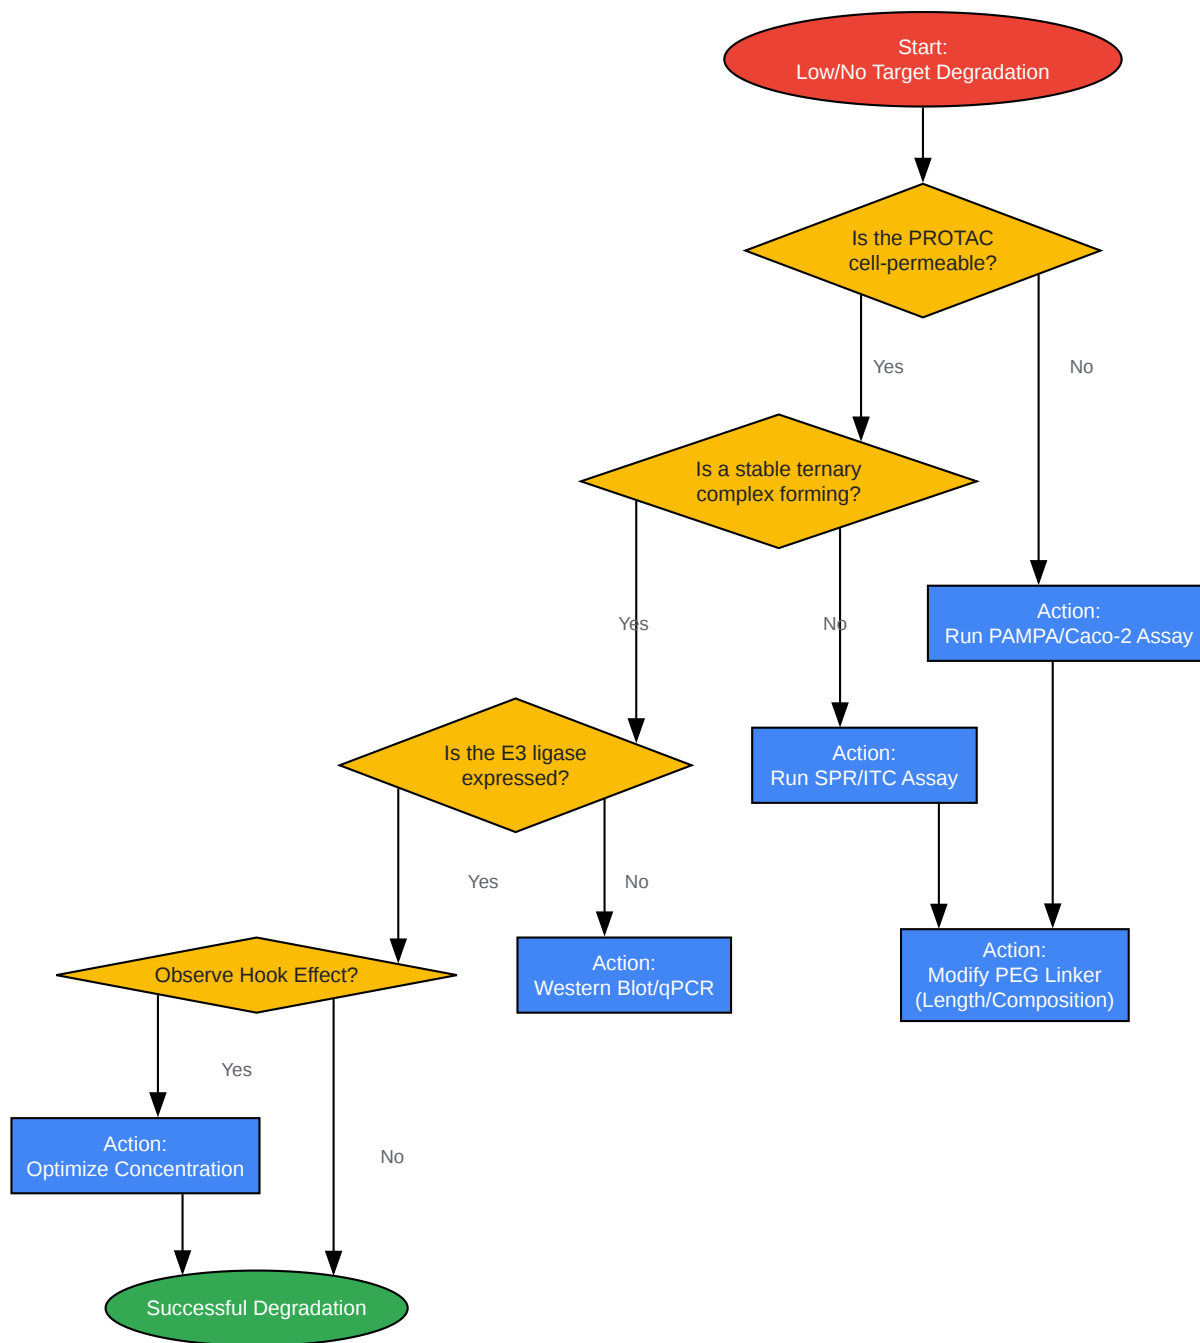 Start:
Low/No Target Degradation
Is the PROTAC
cell-permeable?
Yes
No
Is a stable ternary
complex forming?
Yes
No
Action:
Run PAMPA/Caco-2 Assay
Is the E3 ligase
expressed?
Action:
Run SPR/ITC Assay
Yes
No
Observe Hook Effect?
Action:
Western Blot/qPCR
Action:
Modify PEG Linker
(Length/Composition)
Yes
No
Action:
Optimize Concentration
Successful Degradation